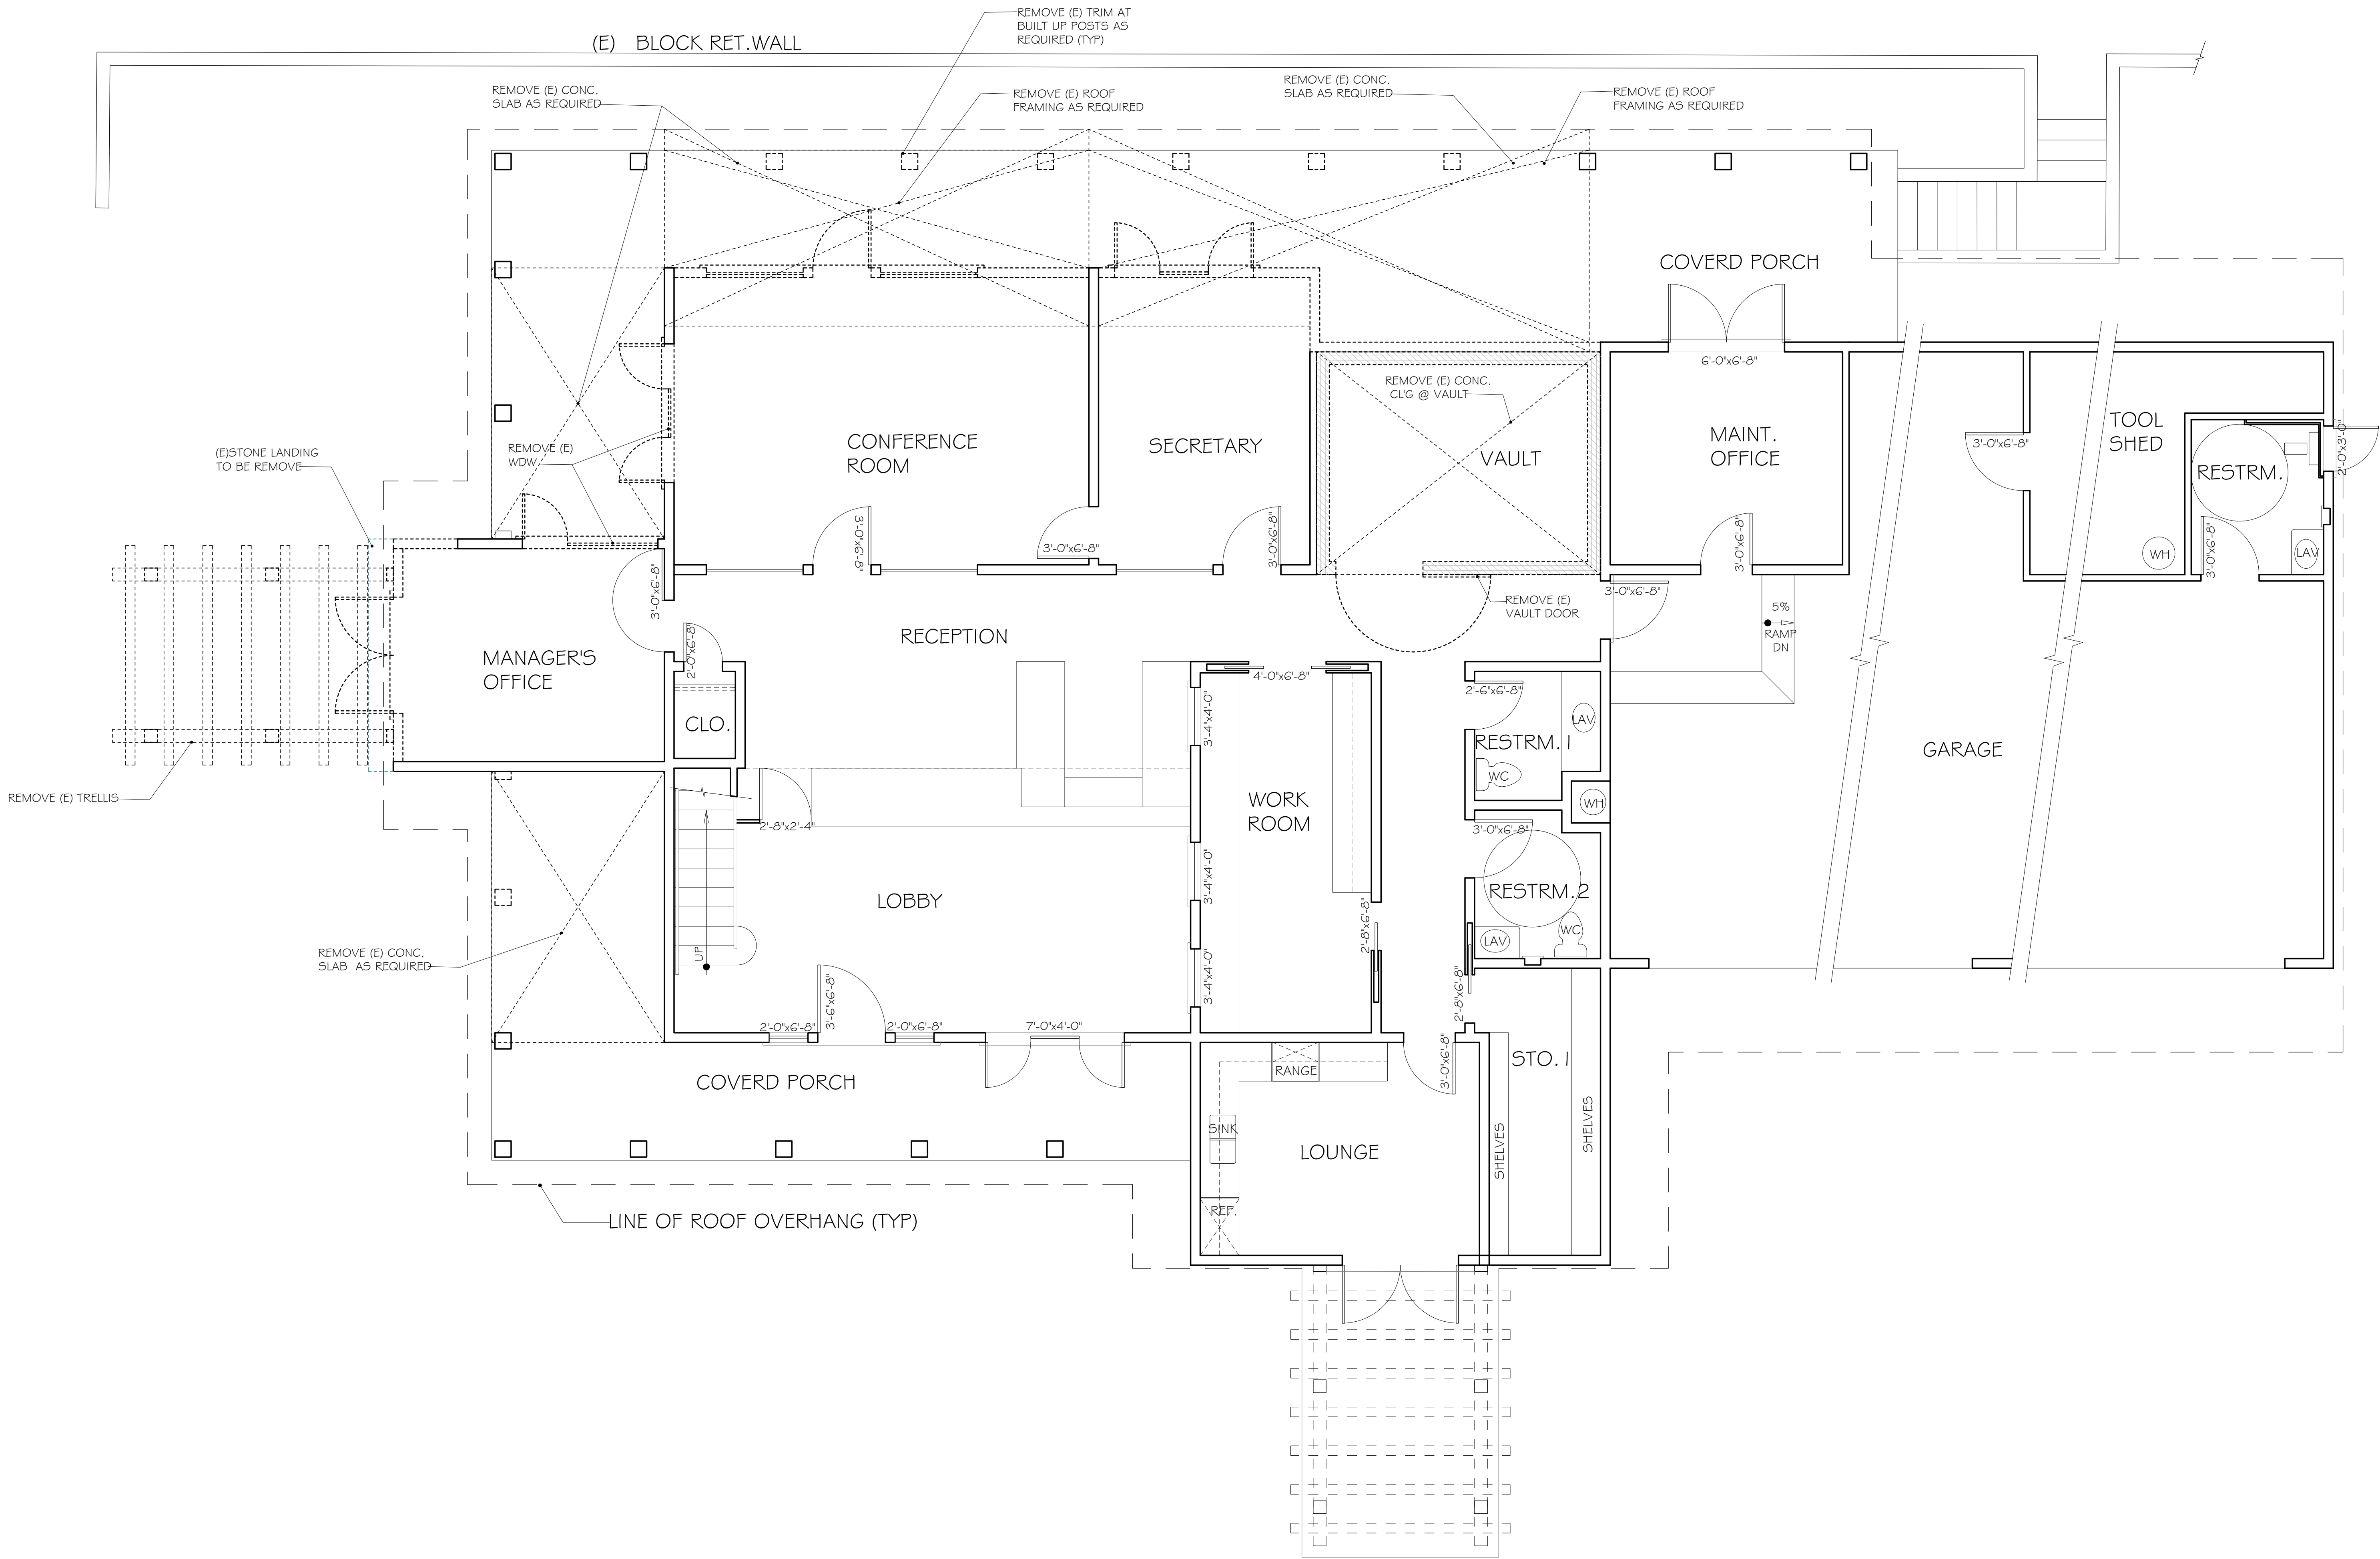 REMOVE (E) TRIM AT
BUILT UP POSTS AS
REQUIRED (TYP)
(E) BLOCK RET.WALL
REMOVE (E) CONC.
SLAB AS REQUIRED
REMOVE (E) ROOF
FRAMING AS REQUIRED
REMOVE (E) CONC.
SLAB AS REQUIRED
REMOVE (E) ROOF
FRAMING AS REQUIRED
COVERD PORCH
6'-0"x6'-8"
REMOVE (E) CONC.
CL'G @ VAULT
(E)STONE LANDING
TO BE REMOVE
REMOVE (E)
WDW
CONFERENCE
ROOM
SECRETARY
VAULT
MAINT.
OFFICE
3'-0"x6'-8"
TOOL
SHED
RESTRM.
2'-0"x3'-0"
3'-0"x6'-8"
3'-0"x6'-8"
3'-0"x6'-8"
3'-0"x6'-8"
WH
3'-0"x6'-8"
LAV
3'-0"x6'-8"
3'-0"x6'-8"
REMOVE (E)
VAULT DOOR
5%
RAMP
DN
RECEPTION
2'-0"x6'-8"
MANAGER'S
OFFICE
4'-0"x6'-8"
2'-6"x6'-8"
CLO.
3'-4"x4'-0"
LAV
RESTRM. 1
GARAGE
WC
REMOVE (E) TRELLIS
WORK
ROOM
WH
2'-8"x2'-4"
3'-0"x6'-8"
3'-4"x4'-0"
LOBBY
RESTRM.2
2'-8"x6'-8"
WC
LAV
UP
REMOVE (E) CONC.
SLAB AS REQUIRED
3'-4"x4'-0"
2'-8"x6'-8"
2'-0"x6'-8"
3'-6"x6'-8"
2'-0"x6'-8"
7'-0"x4'-0"
3'-0"x6'-8"
STO. 1
RANGE
COVERD PORCH
SINK
LOUNGE
SHELVES
SHELVES
REF.
LINE OF ROOF OVERHANG (TYP)